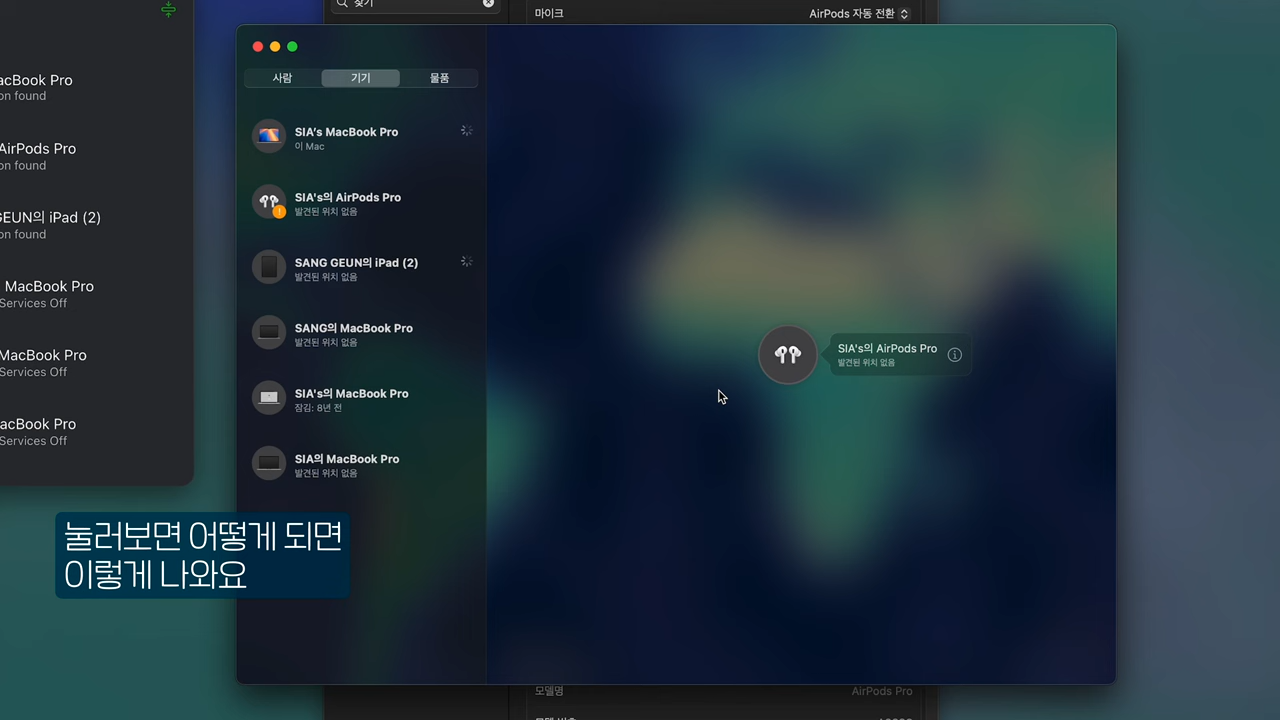 찾기
마이크
AirPods 자동 전환
acBook Pro
on found
AirPods Pro
on found
GEUN의 iPad (2)
on found
MacBook Pro
Services Off
MacBook Pro
Services Off
acBook Pro
Services Off
사람
기기
물품
SIA's MacBook Pro
이 Mac
SIA's의 AirPods Pro
발견된 위치 없음
SANG GEUN의 iPad (2)
발견된 위치 없음
SANG의 MacBook Pro
발견된 위치 없음
SIA's의 MacBook Pro
잠김: 8년 전
SIA의 MacBook Pro
발견된 위치 없음
SIA's의 AirPods Pro
발견된 위치 없음
눌러보면 어떻게 되면
이렇게 나와요
모델명
AirPods Pro